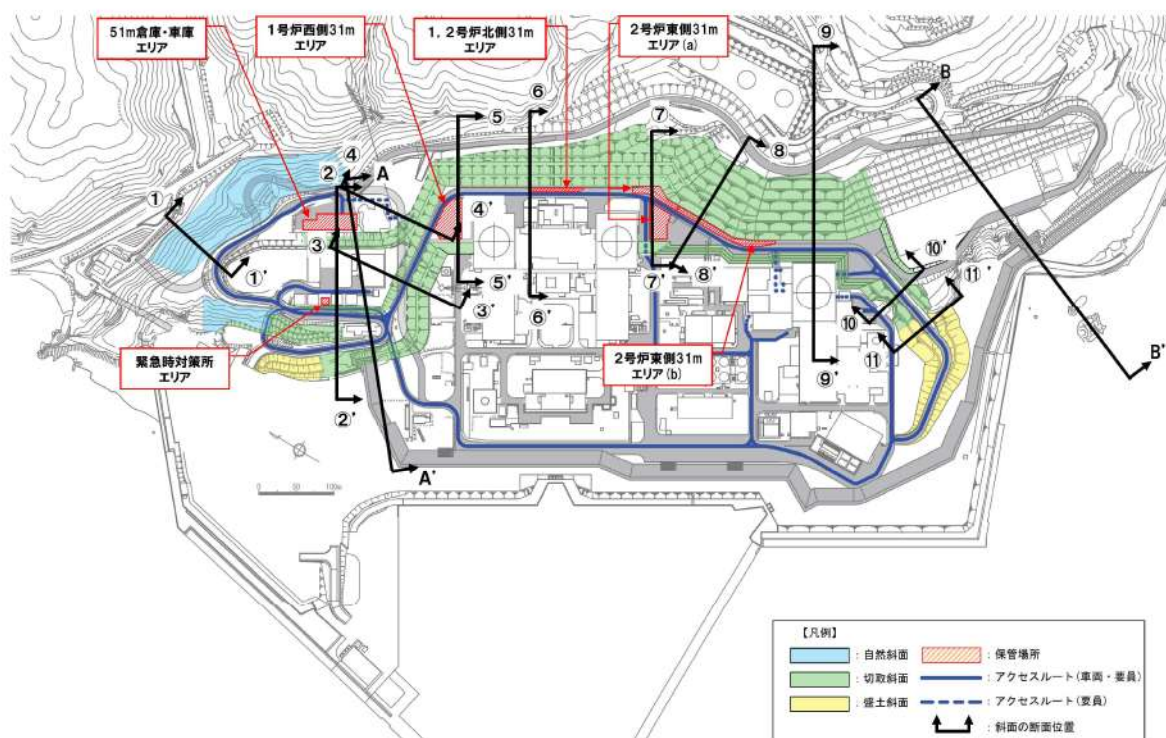 51m倉庫・車庫
エリア
1号炉西側31m
エリア
1，2号炉北側31m
エリア
2号炉東側31m
エリア(a)
⑨
B
⑥
⑤
⑦
⑧
④
②
A
①
③
④'
①'
⑤'
③'
⑥'
⑦'
⑧'
⑩'
⑪'
⑩
⑪
緊急時対策所
エリア
2号炉東側31m
エリア(b)
⑨'
B'
②'
A'
0 50 100m
【凡例】
：自然斜面
：切取斜面
：盛土斜面
：保管場所
：アクセスルート(車両・要員)
：アクセスルート(要員)
：斜面の断面位置